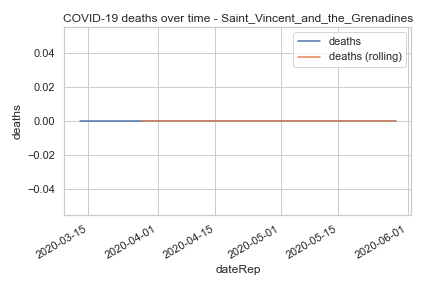 COVID-19 deaths over time - Saint_Vincent_and_the_Grenadines
deaths
deaths (rolling)
0.04
0.02
0.00
−0.02
−0.04
deaths
2020-03-15
2020-04-01
2020-04-15
2020-05-01
2020-05-15
2020-06-01
dateRep